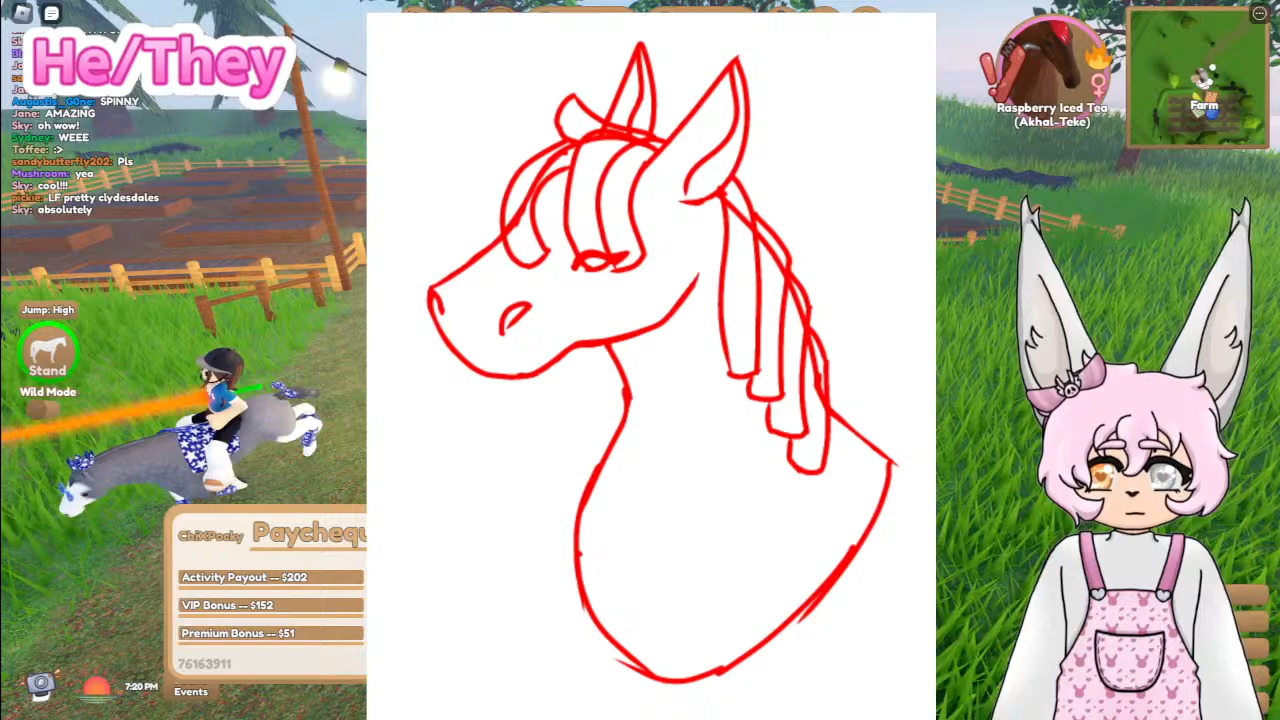 He/They
Augustis_G0ne: SPINNY
Jane: AMAZING
Sky: oh wow!
Sydney: WEEE
Toffee: :>
sandybutterfly202: Pls
Mushroom: yea
Sky: cool!!!
pickie: LF pretty clydesdales
Sky: absolutely
Jump: High
Stand
Wild Mode
ChiXPocky
Paychequ
Activity Payout -- $202
VIP Bonus -- $152
Premium Bonus -- $51
76163911
7:20 PM
Events
Raspberry Iced Tea
(Akhal-Teke)
Farm